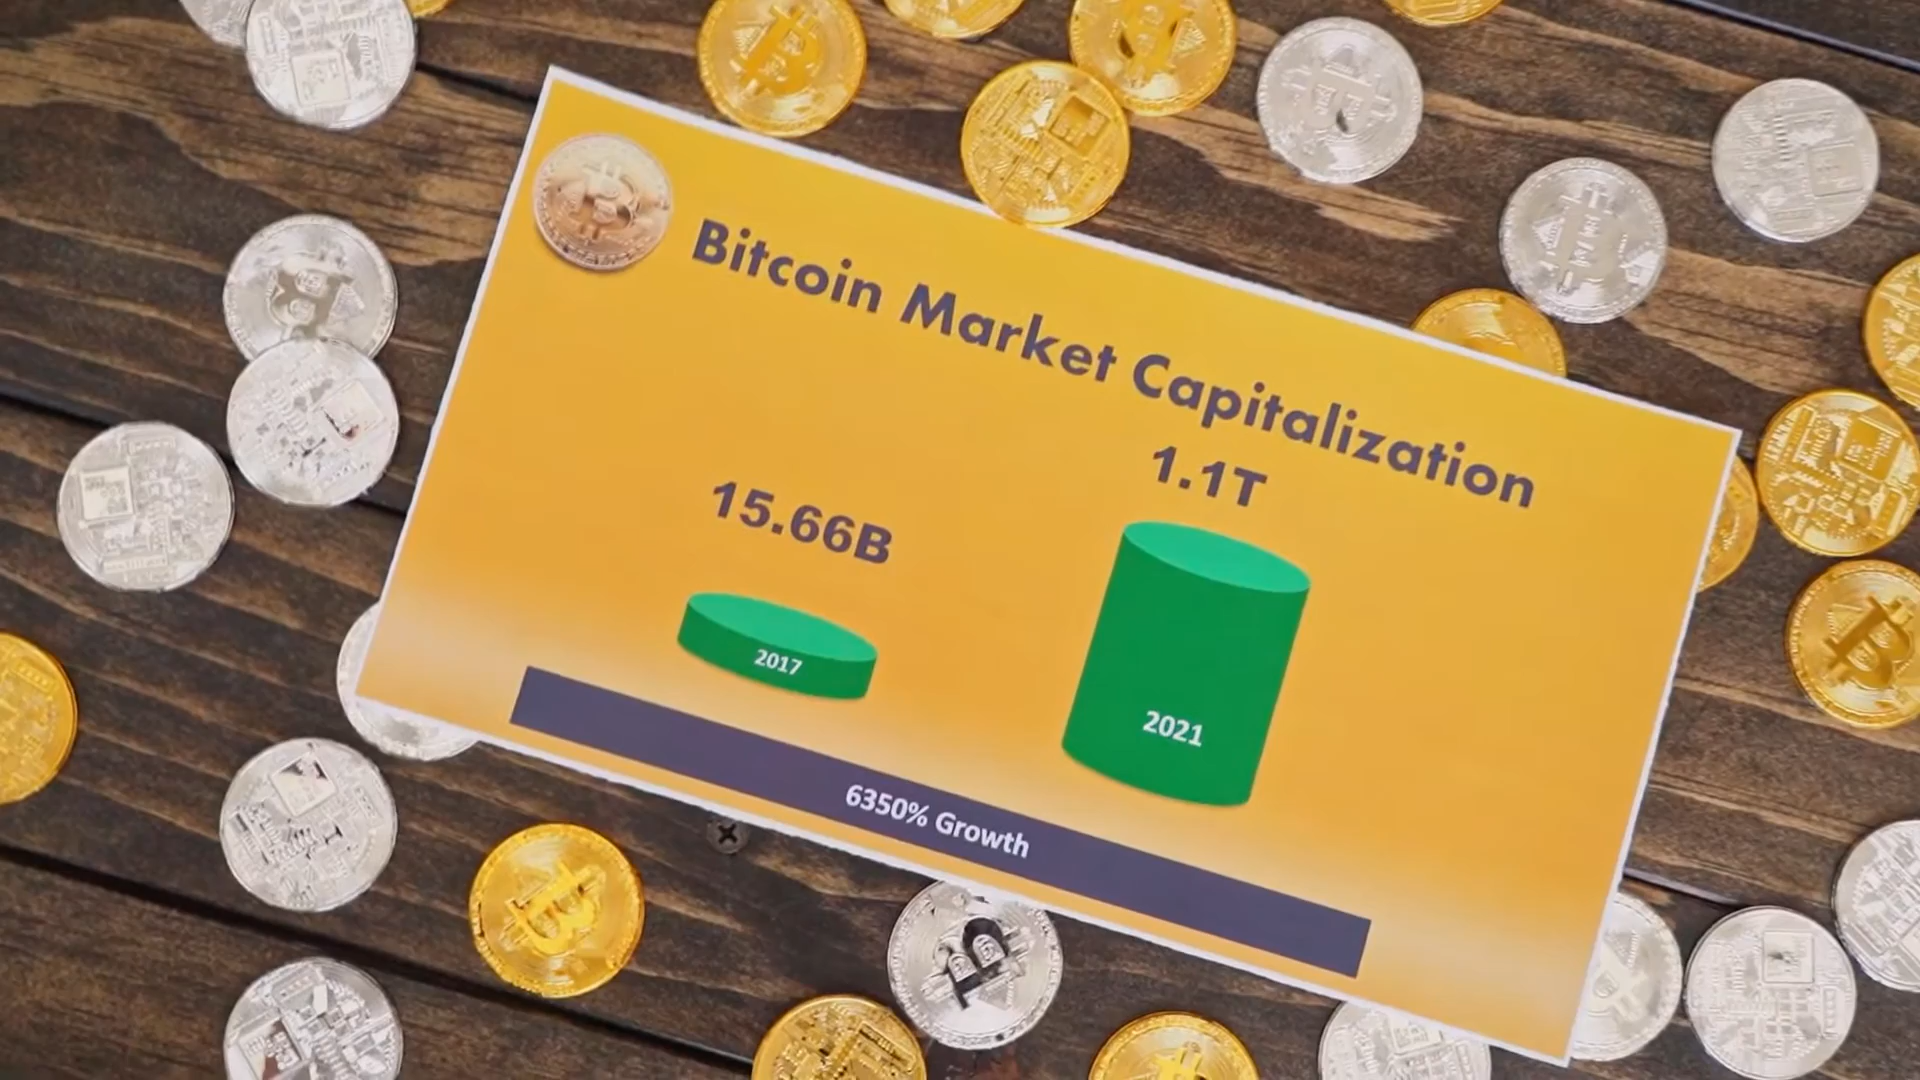 Bitcoin Market Capitalization
15.66B
1.1T
2017
2021
6350% Growth